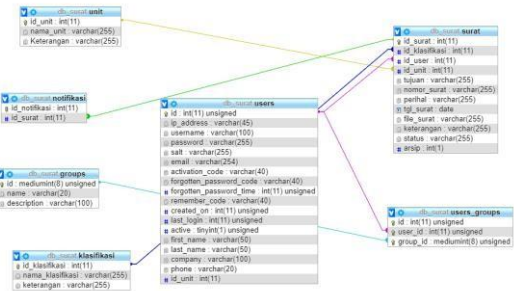 db_surat unit
id_unit : int(11)
nama_unit : varchar(255)
Keterangan : varchar(255)
db_surat notifikasi
id_notifikasi : int(11)
id_surat : int(11)
db_surat groups
id : mediumint(8) unsigned
name : varchar(20)
description : varchar(100)
db_surat klasifikasi
id_klasifikasi : int(11)
nama_klasifikasi : varchar(255)
keterangan : varchar(255)
db_surat users
id : int(11) unsigned
ip_address : varchar(45)
username : varchar(100)
password : varchar(255)
salt : varchar(255)
email : varchar(254)
activation_code : varchar(40)
forgotten_password_code : varchar(40)
forgotten_password_time : int(11) unsigned
remember_code : varchar(40)
created_on : int(11) unsigned
last_login : int(11) unsigned
active : tinyint(1) unsigned
first_name : varchar(50)
last_name : varchar(50)
company : varchar(100)
phone : varchar(20)
id_unit : int(11)
db_surat surat
id_surat : int(11)
id_klasifikasi : int(11)
id_user : int(11)
id_unit : int(11)
tujuan : varchar(255)
nomor_surat : varchar(255)
perihal : varchar(255)
tgl_surat : date
file_surat : varchar(255)
keterangan : varchar(255)
status : varchar(255)
arsip : int(1)
db_surat users_groups
id : int(11) unsigned
user_id : int(11) unsigned
group_id : mediumint(8) unsigned